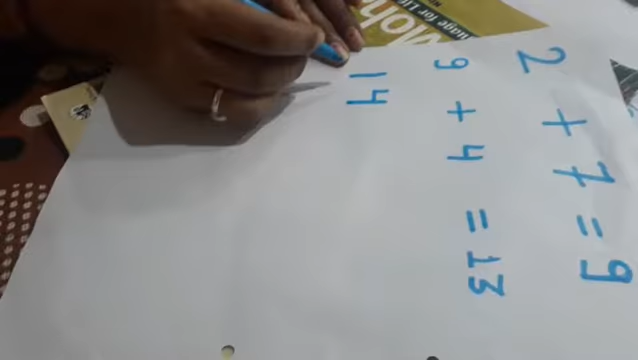 2 + 7 = 9
9 + 4 = 13
14